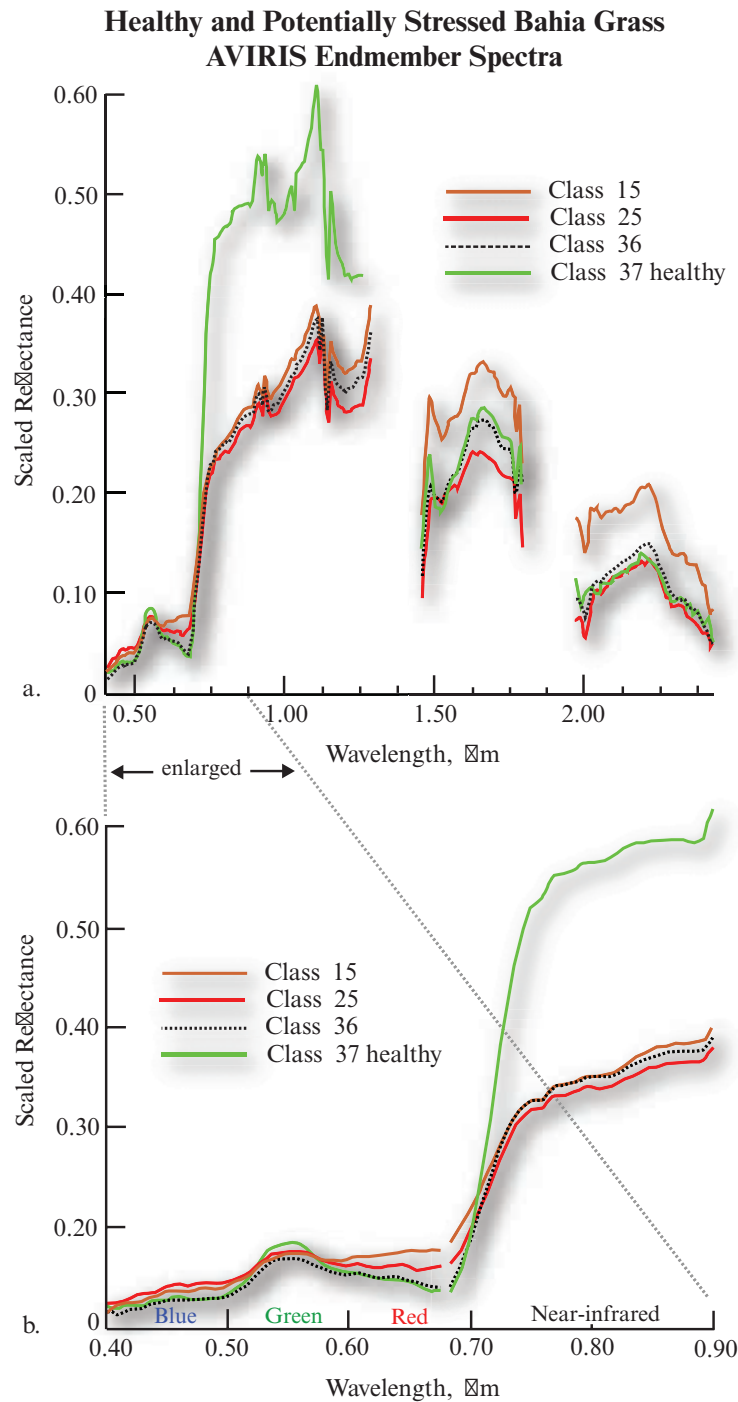 Healthy and Potentially Stressed Bahia Grass
AVIRIS Endmember Spectra
0.60
0.50
0.40
0.30
0.20
0.10
0
Scaled Re☒ectance
Class 15
Class 25
Class 36
Class 37 healthy
a.
0.50
1.00
1.50
2.00
Wavelength, ☒m
enlarged
0.60
0.50
0.40
0.30
0.20
0
Scaled Re☒ectance
Class 15
Class 25
Class 36
Class 37 healthy
Blue
Green
Red
Near-infrared
b.
0.40
0.50
0.60
0.70
0.80
0.90
Wavelength, ☒m